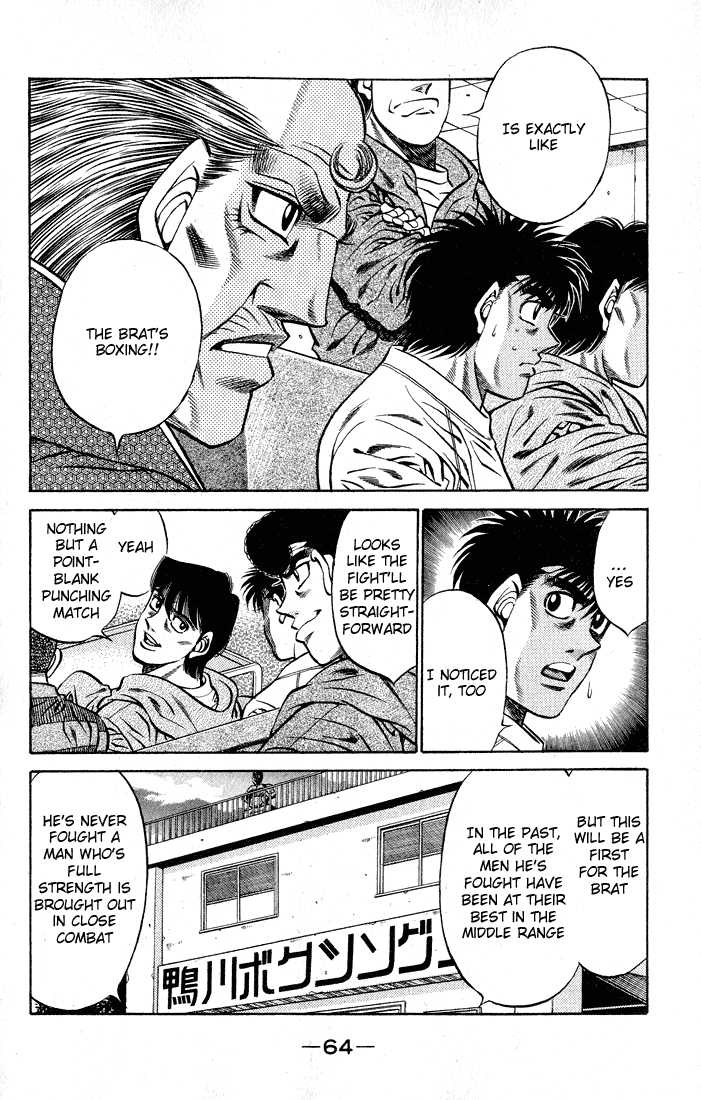 IS EXACTLY
LIKE
THE BRAT'S
BOXING!!
...
YES
I NOTICED
IT, TOO
LOOKS
LIKE THE
FIGHT'LL
BE PRETTY
STRAIGHT-
FORWARD
YEAH
NOTHING
BUT A
POINT-
BLANK
PUNCHING
MATCH
BUT THIS
WILL BE A
FIRST
FOR THE
BRAT
IN THE PAST,
ALL OF THE
MEN HE'S
FOUGHT HAVE
BEEN AT THEIR
BEST IN THE
MIDDLE RANGE
HE'S NEVER
FOUGHT A
MAN WHO'S
FULL
STRENGTH IS
BROUGHT OUT
IN CLOSE
COMBAT
鴨川ボクシング
—64—